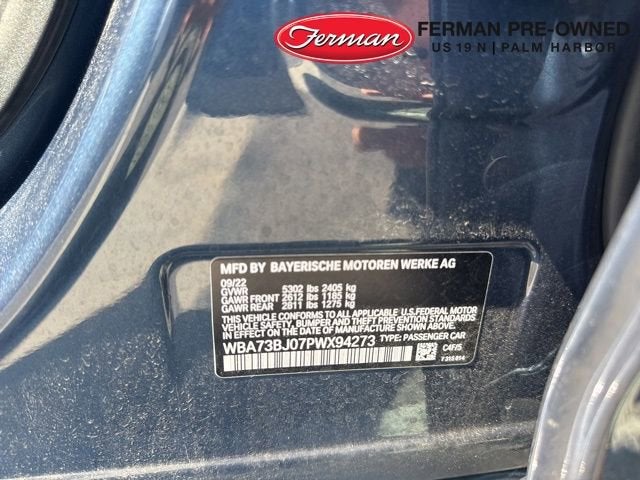 Ferman
FERMAN PRE-OWNED
US 19 N | PALM HARBOR
MFD BY BAYERISCHE MOTOREN WERKE AG
09/22
GVWR 5302 lbs 2405 kg
GAWR FRONT 2612 lbs 1185 kg
GAWR REAR 2811 lbs 1275 kg
THIS VEHICLE CONFORMS TO ALL APPLICABLE U.S.FEDERAL MOTOR
VEHICLE SAFETY, BUMPER AND THEFT PREVENTION STANDARDS IN
EFFECT ON THE DATE OF MANUFACTURE SHOWN ABOVE.
WBA73BJ07PWX94273 TYPE: PASSENGER CAR
C4F/5